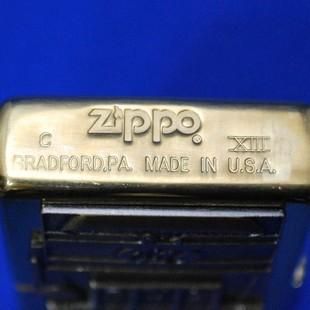 Zippo
C XIII
BRADFORD,PA. MADE IN U.S.A.